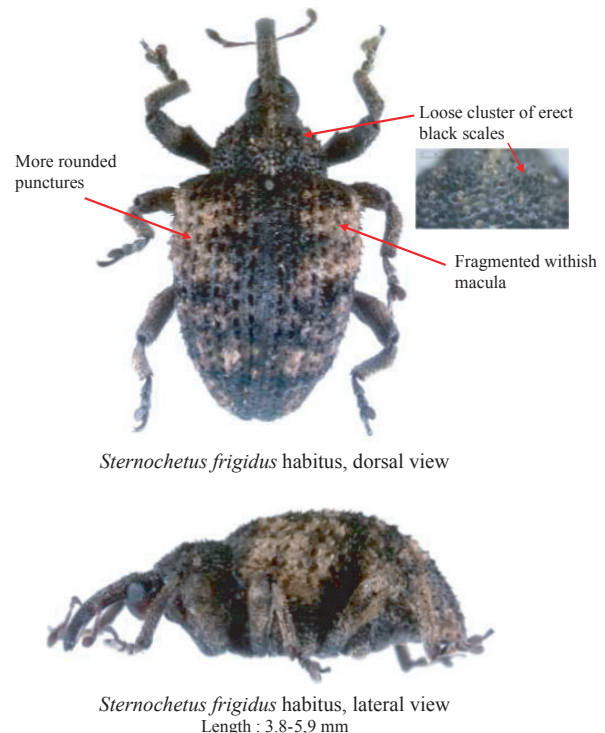 Loose cluster of erect
black scales
More rounded
punctures
Fragmented withish
macula
Sternochetus frigidus habitus, dorsal view
Sternochetus frigidus habitus, lateral view
Length : 3.8-5,9 mm